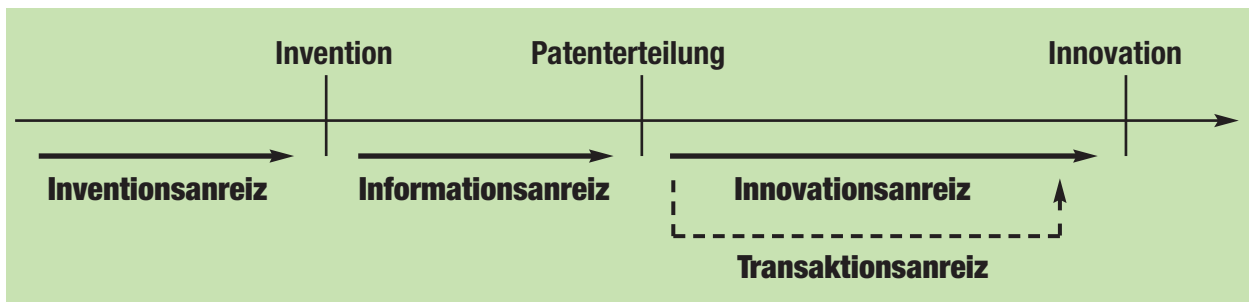 Invention Patenterteilung Innovation
Inventionsanreiz Informationsanreiz Innovationsanreiz
Transaktionsanreiz